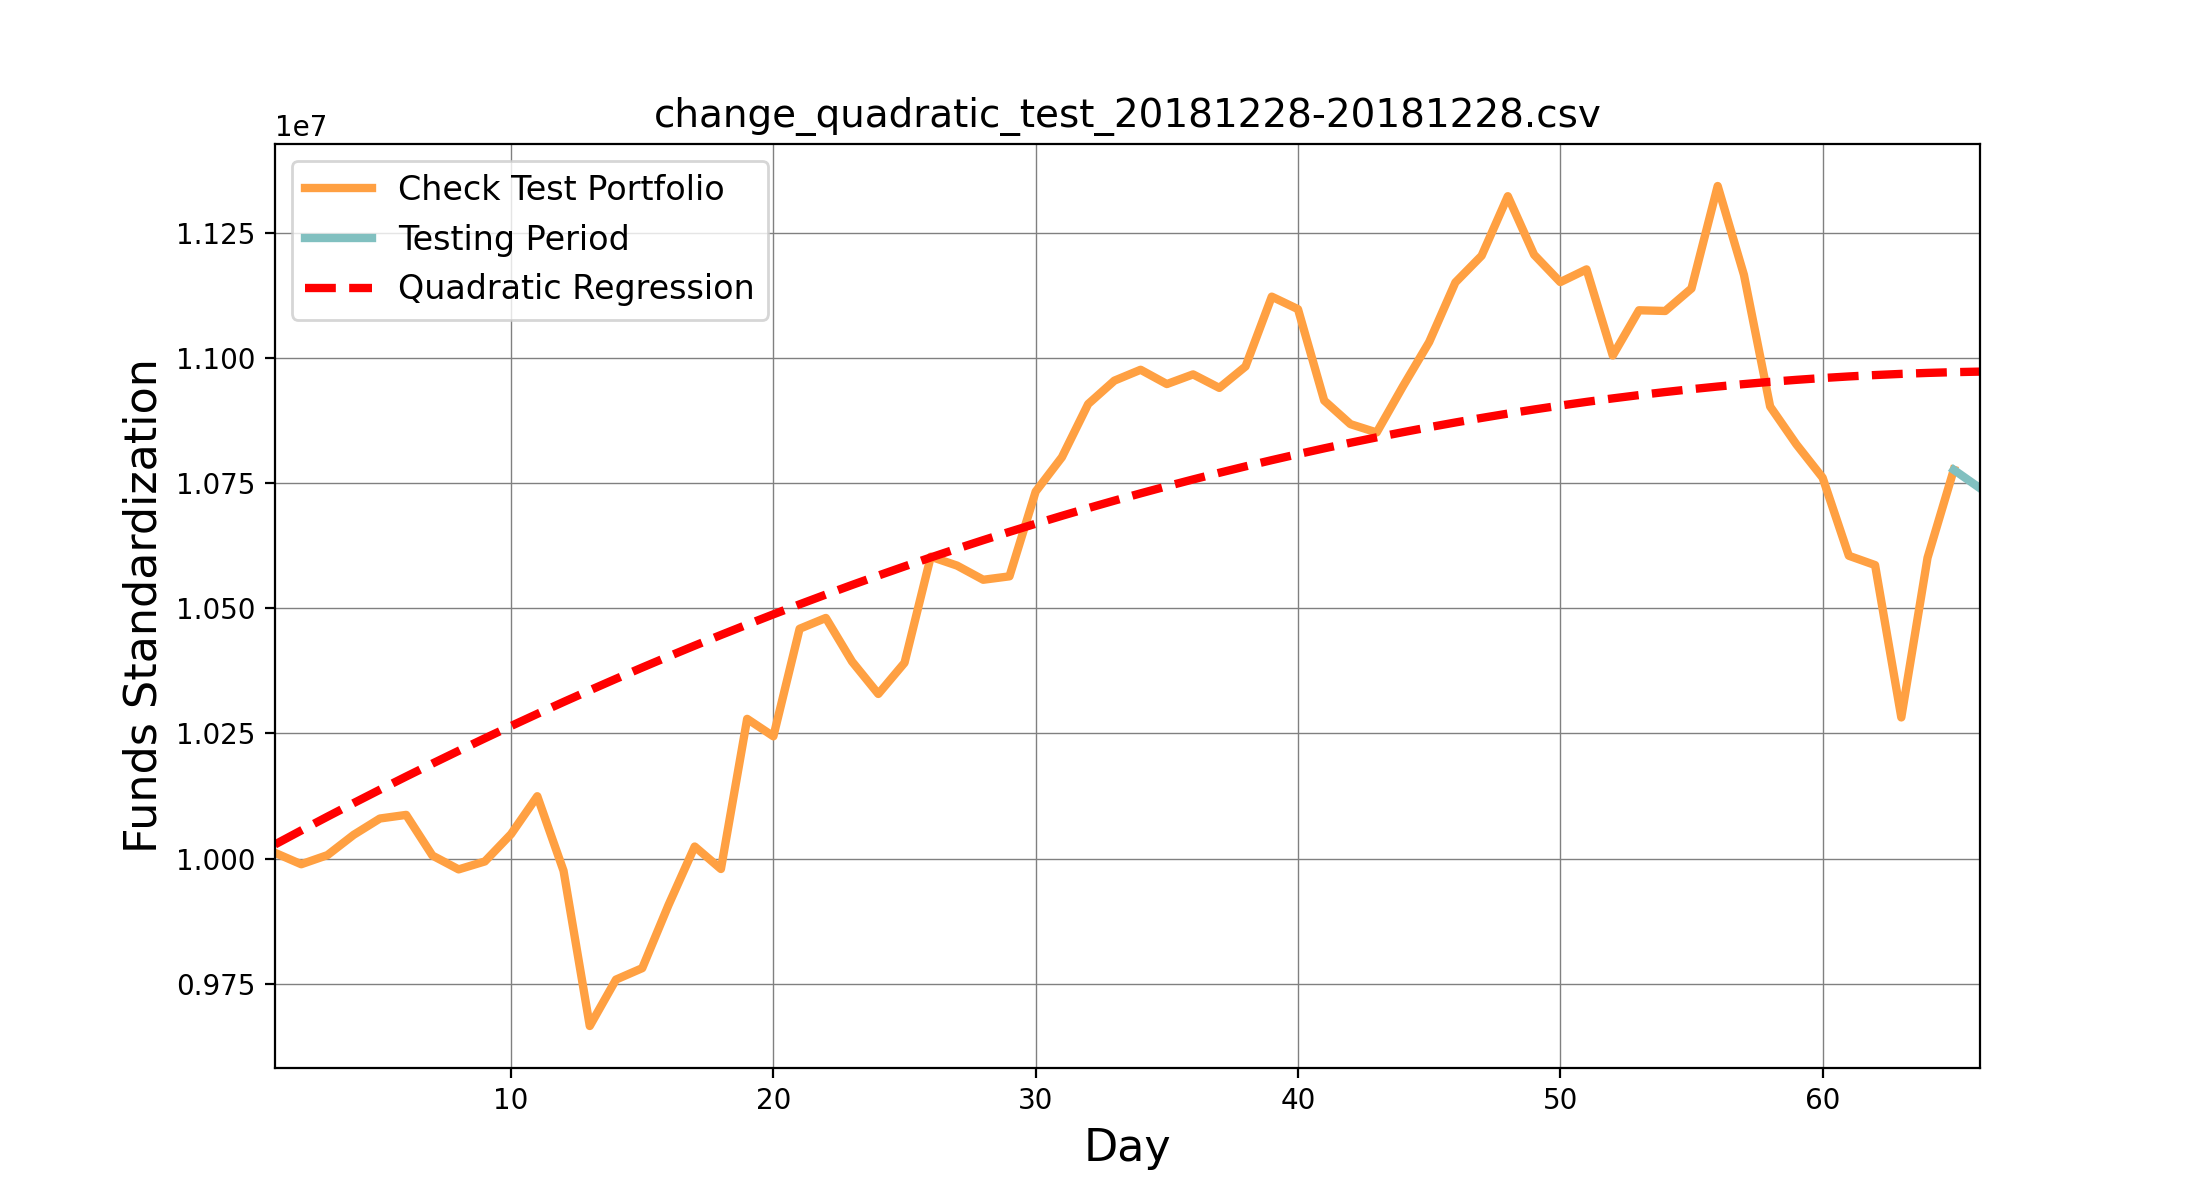 change_quadratic_test_20181228-20181228.csv
1e7
Check Test Portfolio
Testing Period
Quadratic Regression
Funds Standardization
1.125
1.100
1.075
1.050
1.025
1.000
0.975
10 20 30 40 50 60
Day